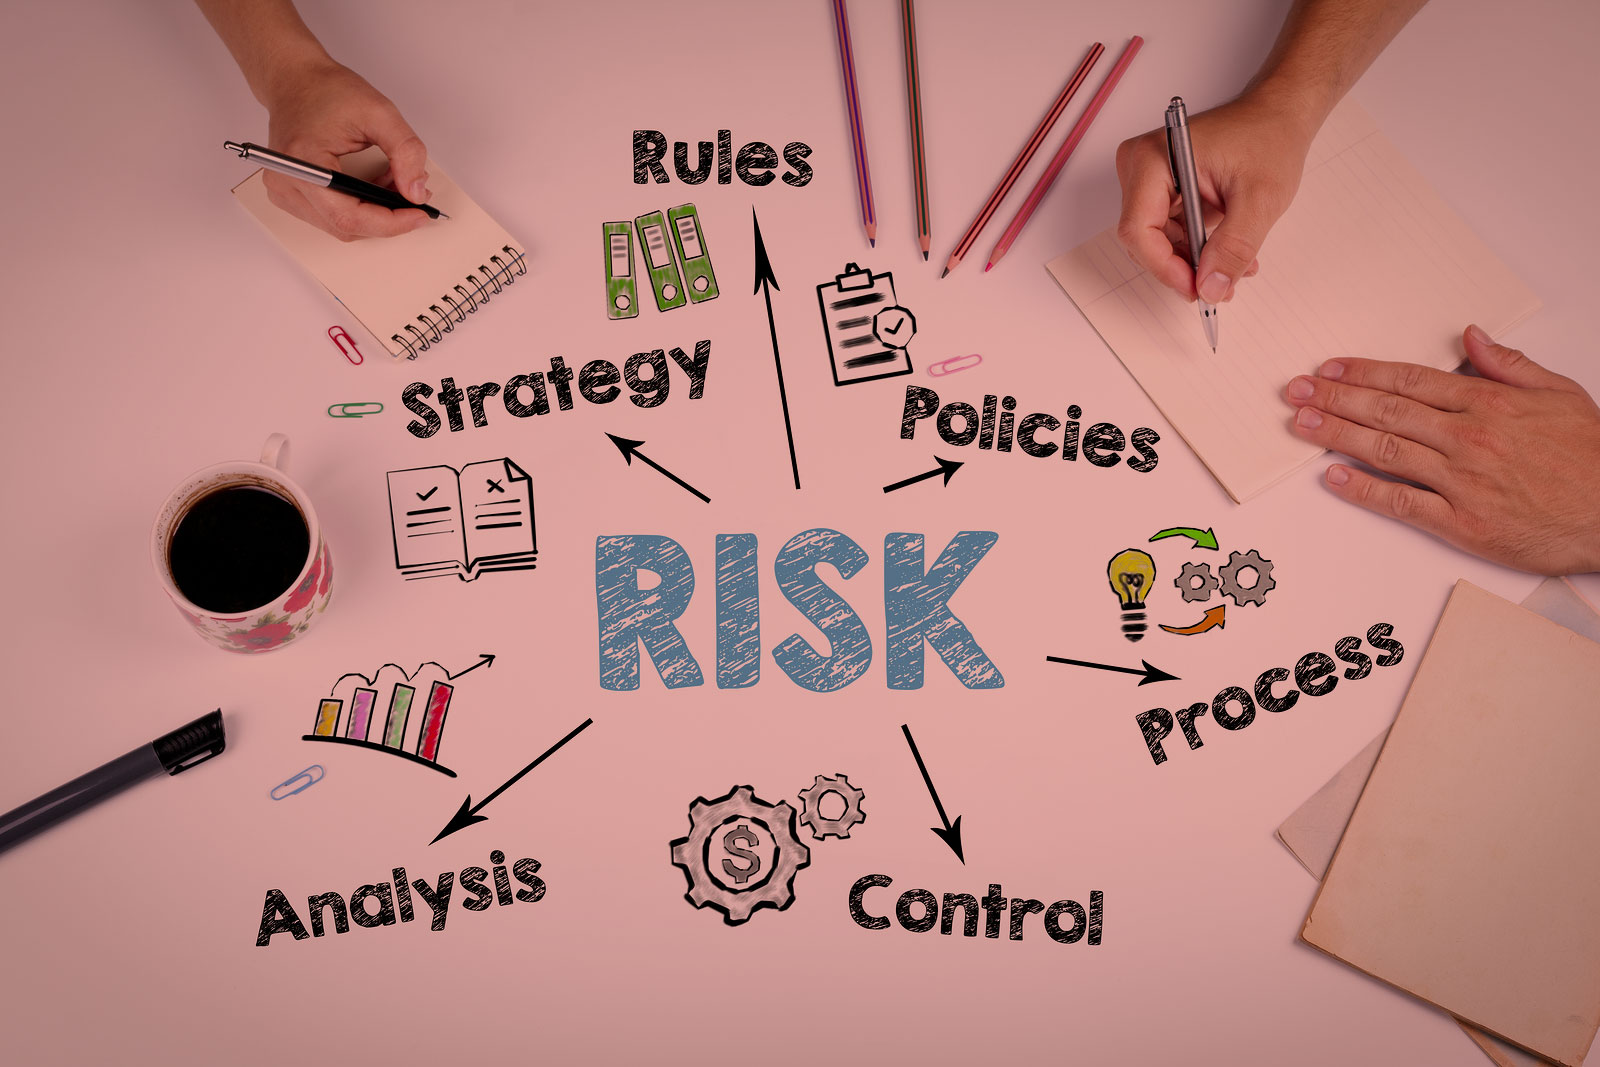 Rules
Strategy
Policies
RISK
Process
$
Analysis
Control